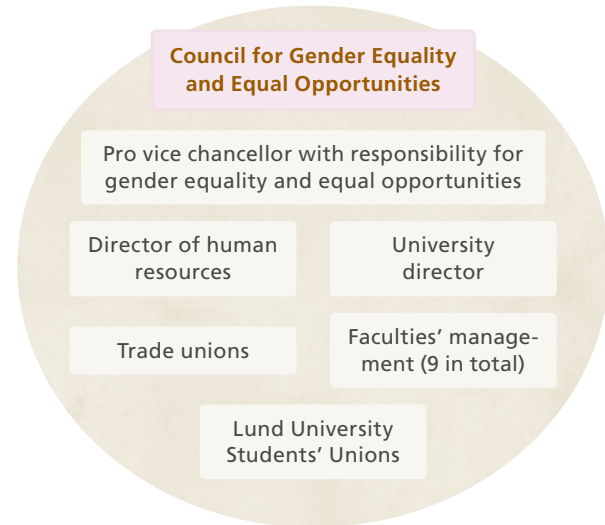 Council for Gender Equality
and Equal Opportunities
Pro vice chancellor with responsibility for
gender equality and equal opportunities
Director of human
resources
University
director
Trade unions
Faculties' manage-
ment (9 in total)
Lund University
Students' Unions